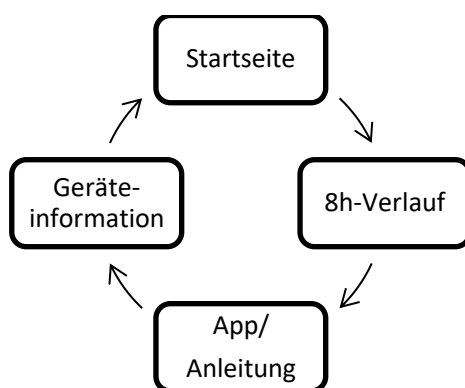 Startseite
8h-Verlauf
App/
Anleitung
Geräte-
information